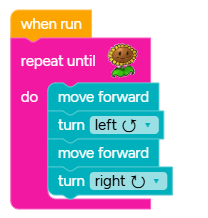 when run
repeat until
do move forward
turn left ↺
move forward
turn right ↻